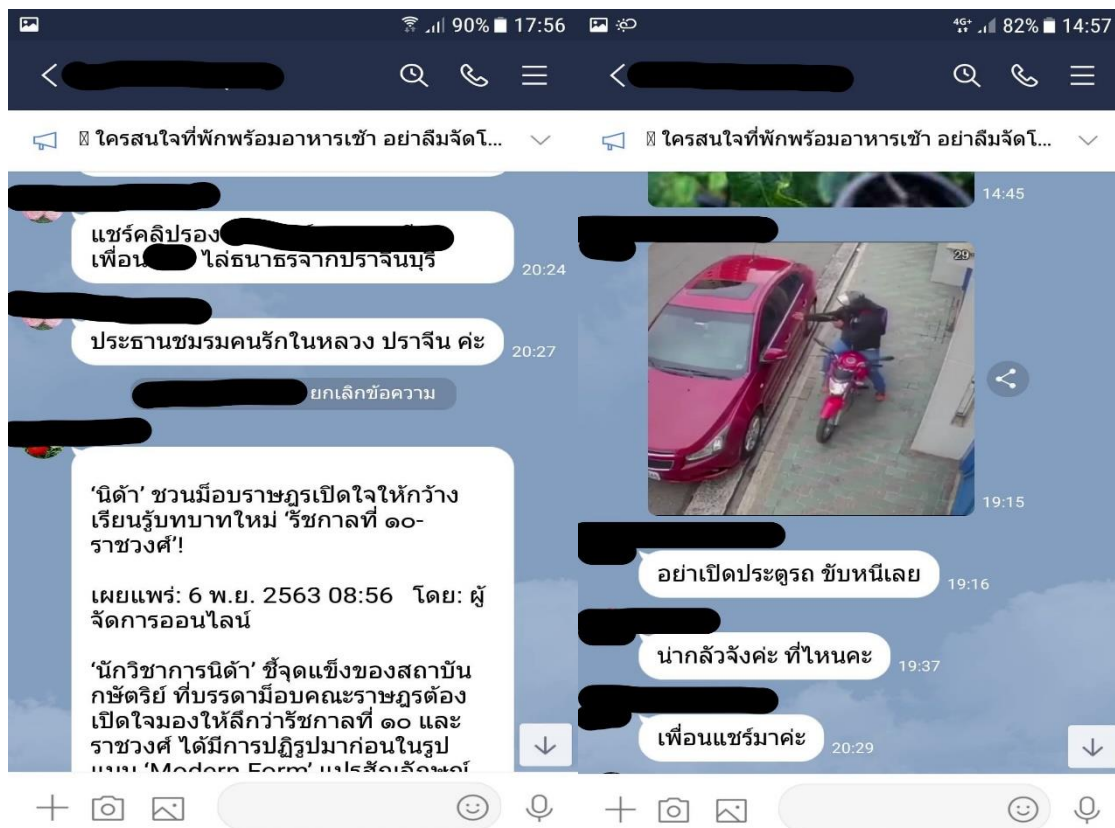 90% 17:56
ใครสนใจที่พักพร้อมอาหารเช้า อย่าลืมจัดโ...
แชร์คลิปรอง
เพื่อน ไล่ธนาธรจากปราจีนบุรี
20:24
ประธานชมรมคนรักในหลวง ปราจีน ค่ะ
20:27
ยกเลิกข้อความ
‘นิด้า’ ชวนม็อบราษฎรเปิดใจให้กว้าง
เรียนรู้บทบาทใหม่ ‘รัชกาลที่ ๑๐-
ราชวงศ์’!
เผยแพร่: 6 พ.ย. 2563 08:56 โดย: ผู้
จัดการออนไลน์
‘นักวิชาการนิด้า’ ชี้จุดแข็งของสถาบัน
กษัตริย์ ที่บรรดาม็อบคณะราษฎรต้อง
เปิดใจมองให้ลึกว่ารัชกาลที่ ๑๐ และ
ราชวงศ์ ได้มีการปฏิรูปมาก่อนในรูป
แบบ ‘Modern Form’ แปรสัญลักษณ์
4G+ 82% 14:57
ใครสนใจที่พักพร้อมอาหารเช้า อย่าลืมจัดโ...
14:45
29
19:15
อย่าเปิดประตูรถ ขับหนีเลย
19:16
น่ากลัวจังค่ะ ที่ไหนคะ
19:37
เพื่อนแชร์มาค่ะ
20:29